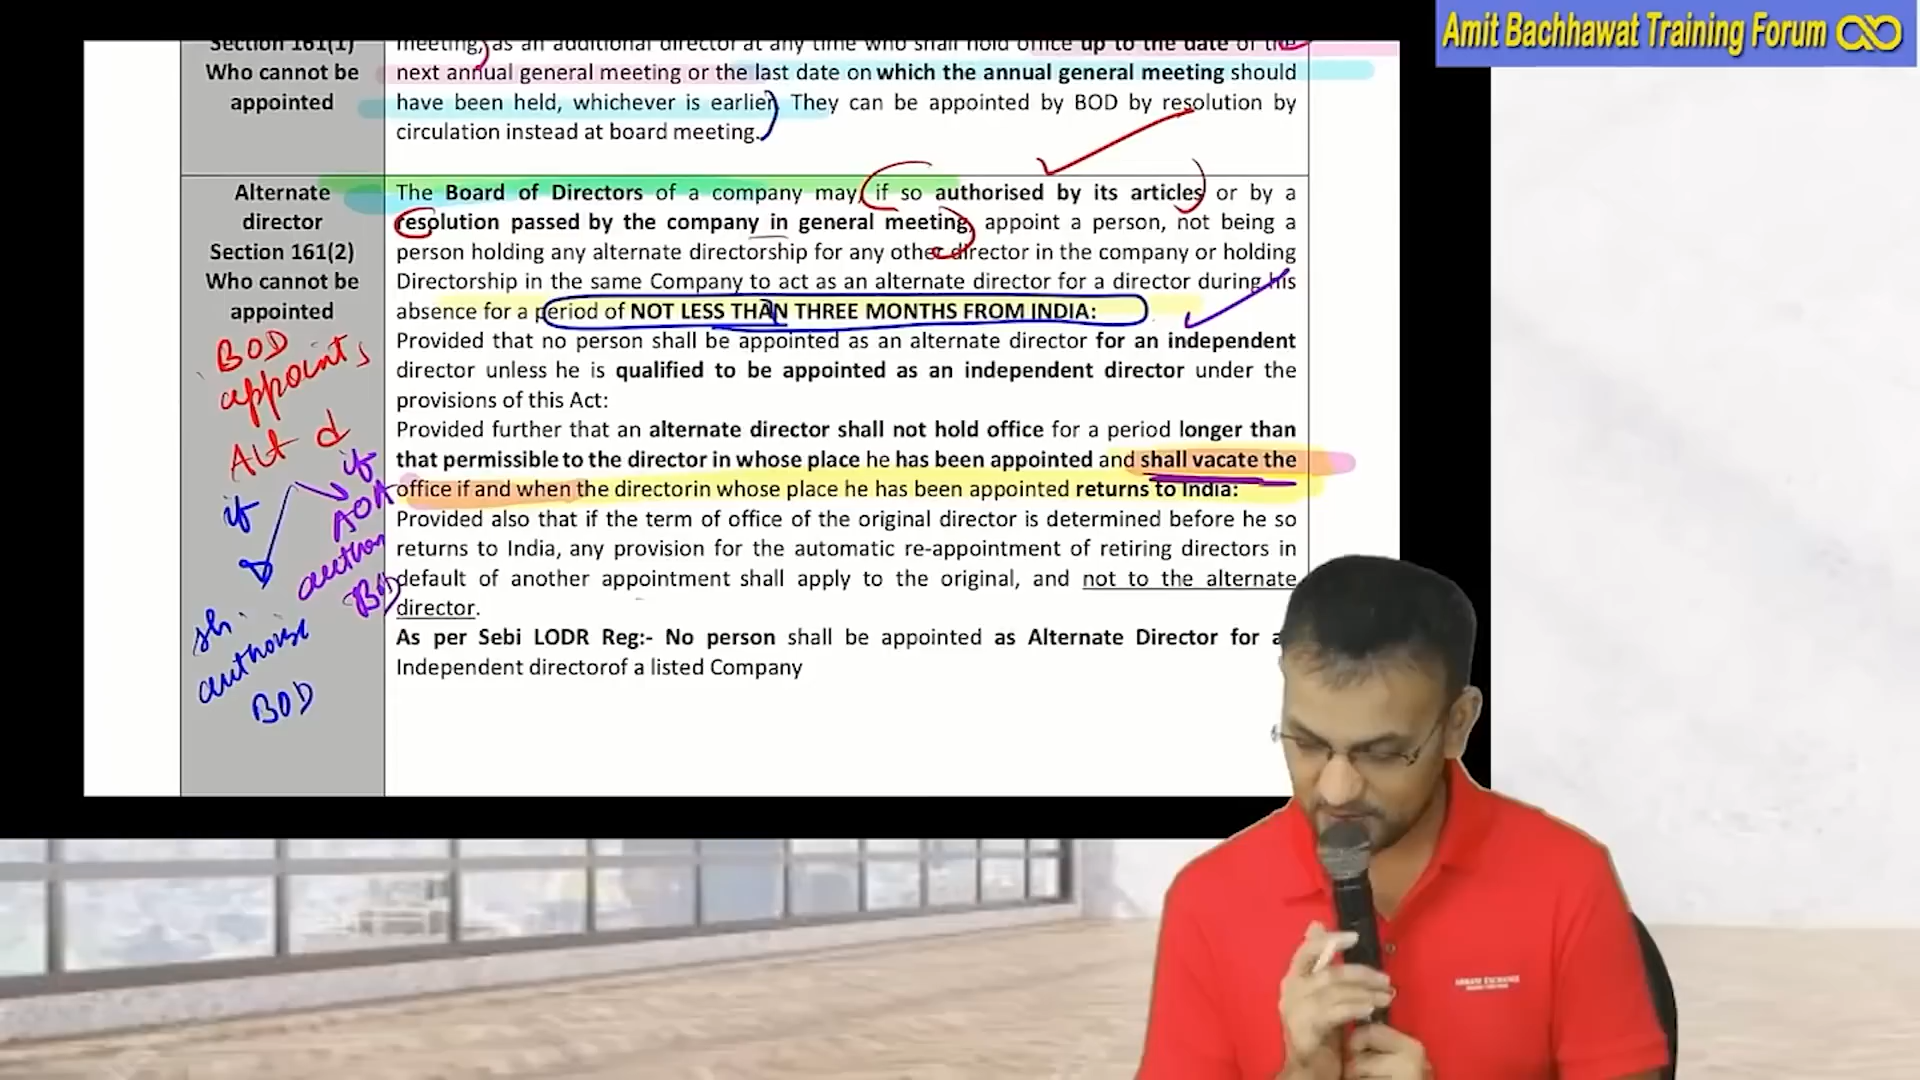 Amit Bachhawat Training Forum
Section 161(1)
Who cannot be
appointed
meeting, as an additional director at any time who shall hold office up to the date of the
next annual general meeting or the last date on which the annual general meeting should
have been held, whichever is earlier. They can be appointed by BOD by resolution by
circulation instead at board meeting.
Alternate
director
Section 161(2)
Who cannot be
appointed
The Board of Directors of a company may, if so authorised by its articles or by a
resolution passed by the company in general meeting, appoint a person, not being a
person holding any alternate directorship for any other director in the company or holding
Directorship in the same Company to act as an alternate director for a director during his
absence for a period of NOT LESS THAN THREE MONTHS FROM INDIA:
Provided that no person shall be appointed as an alternate director for an independent
director unless he is qualified to be appointed as an independent director under the
provisions of this Act:
Provided further that an alternate director shall not hold office for a period longer than
that permissible to the director in whose place he has been appointed and shall vacate the
office if and when the directorin whose place he has been appointed returns to India:
Provided also that if the term of office of the original director is determined before he so
returns to India, any provision for the automatic re-appointment of retiring directors in
default of another appointment shall apply to the original, and not to the alternate
director.
As per Sebi LODR Reg:- No person shall be appointed as Alternate Director for a
Independent directorof a listed Company
BOD
appoints
Alt d
if
if
AOA
author
BOD
sh.
authorise
BOD